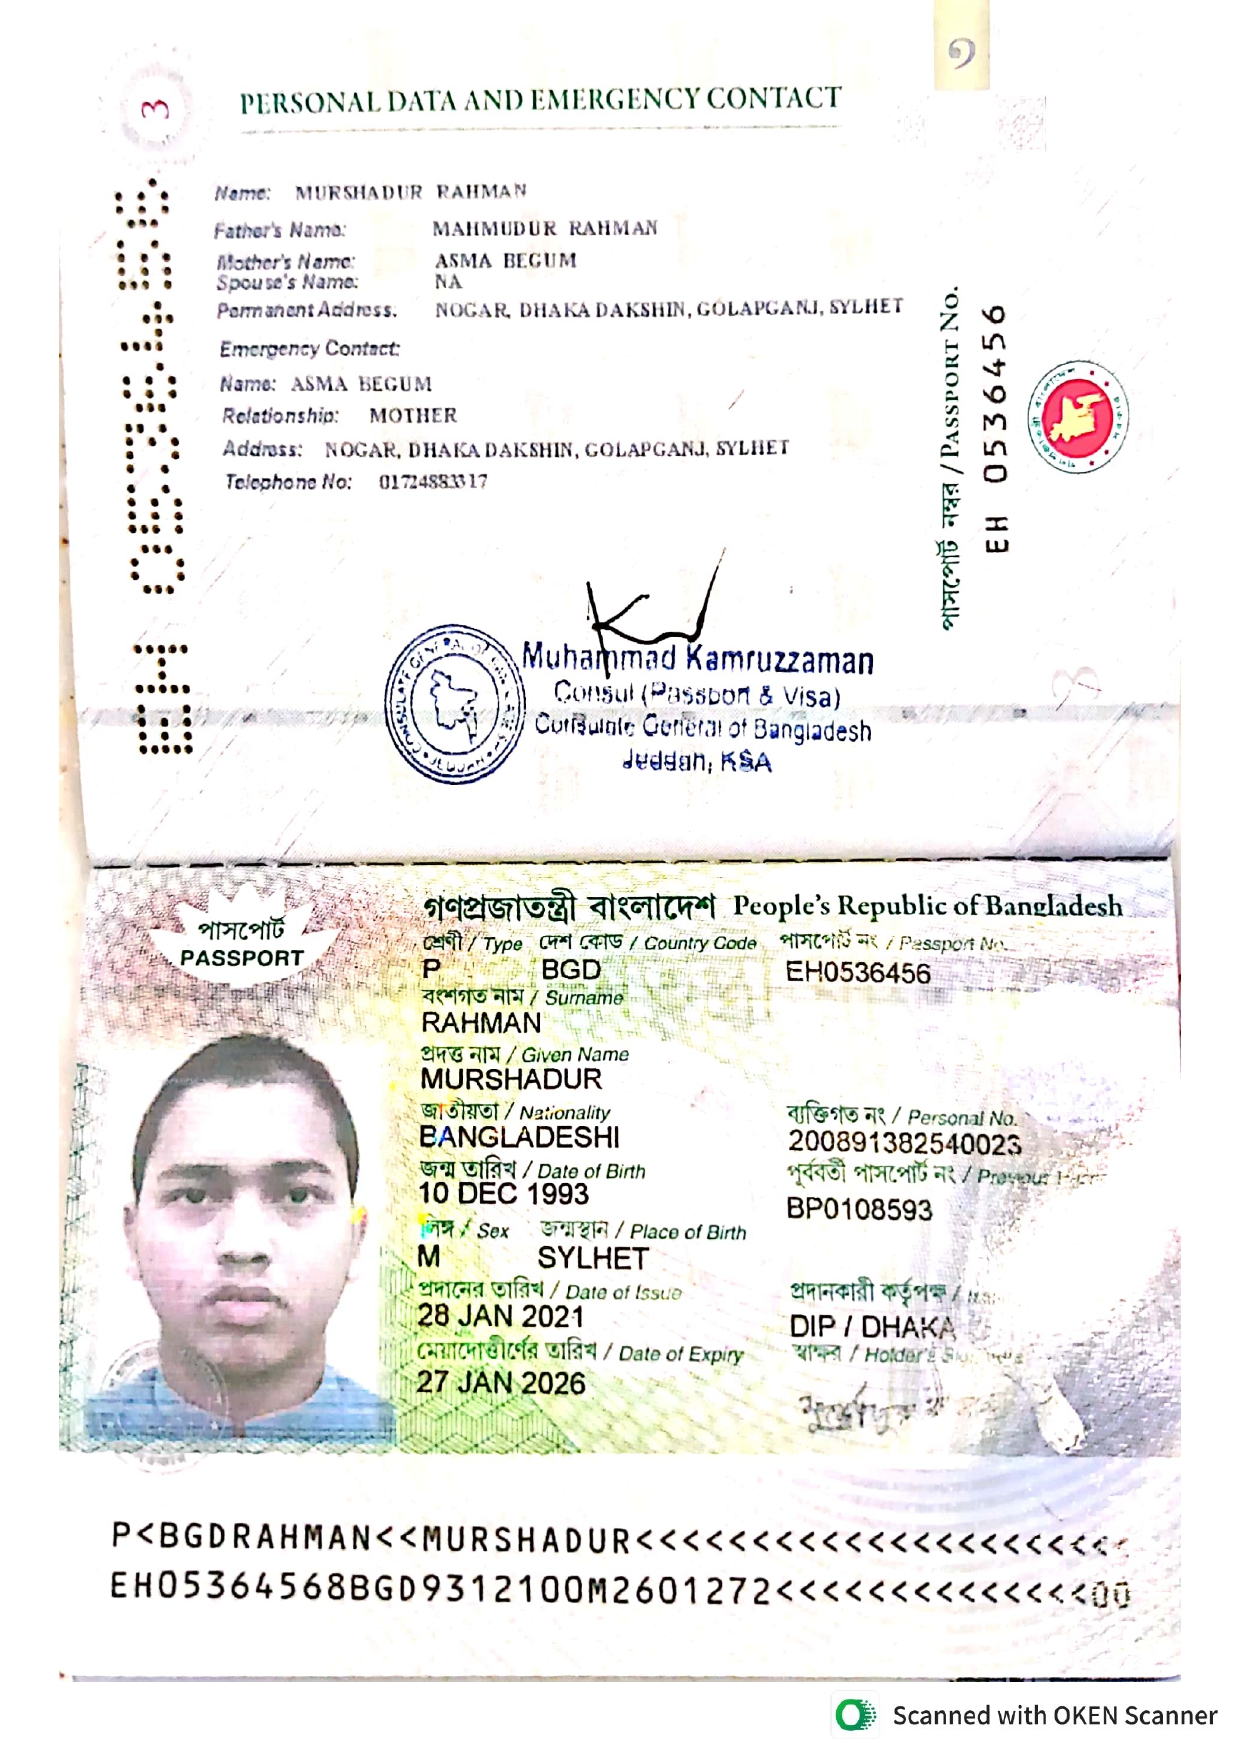 ১
3
PERSONAL DATA AND EMERGENCY CONTACT
Name: MURSHADUR RAHMAN
Father's Name: MAHMUDUR RAHMAN
Mother's Name: ASMA BEGUM
Spouse's Name: NA
Permanent Address: NOGAR, DHAKA DAKSHIN, GOLAPGANJ, SYLHET
Emergency Contact:
Name: ASMA BEGUM
Relationship: MOTHER
Address: NOGAR, DHAKA DAKSHIN, GOLAPGANJ, SYLHET
Telephone No: 01724883317
EH 0536456
পাসপোর্ট নম্বর / PASSPORT No.
EH 0536456
Muhammad Kamruzzaman
Consul (Passport & Visa)
Consulate General of Bangladesh
Jeddah, KSA
গণপ্রজাতন্ত্রী বাংলাদেশ People's Republic of Bangladesh
পাসপোর্ট
PASSPORT
শ্রেণী / Type দেশ কোড / Country Code পাসপোর্ট নং / Passport No.
P BGD EH0536456
বংশগত নাম / Surname
RAHMAN
প্রদত্ত নাম / Given Name
MURSHADUR
জাতীয়তা / Nationality ব্যক্তিগত নং / Personal No.
BANGLADESHI 200891382540023
জন্ম তারিখ / Date of Birth পূর্ববর্তী পাসপোর্ট নং / Previous
10 DEC 1993 BP0108593
লিঙ্গ / Sex জন্মস্থান / Place of Birth
M SYLHET
প্রদানের তারিখ / Date of Issue প্রদানকারী কর্তৃপক্ষ /
28 JAN 2021 DIP / DHAKA
মেয়াদোত্তীর্ণের তারিখ / Date of Expiry স্বাক্ষর / Holder's
27 JAN 2026
P<BGDRAHMAN<<MURSHADUR<<<<<<<<<<<<<<<<<<<<<<
EH05364568BGD9312100M2601272<<<<<<<<<<<<<<00
Scanned with OKEN Scanner